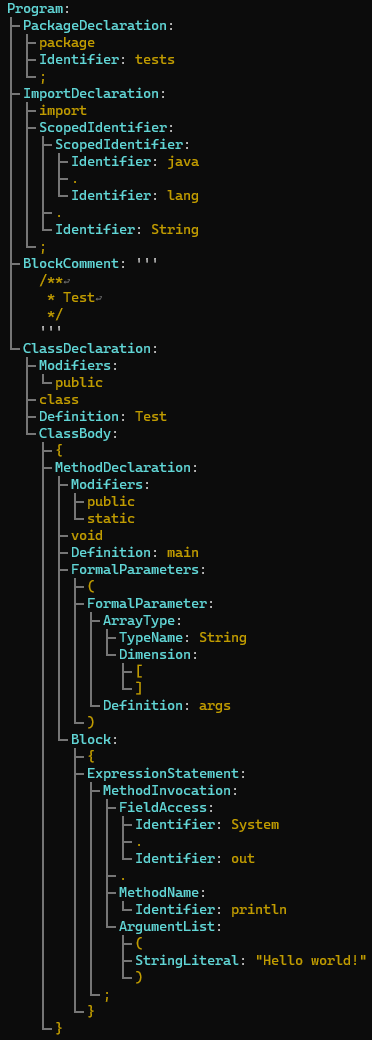 Program:
PackageDeclaration:
package
Identifier: tests
;
ImportDeclaration:
import
ScopedIdentifier:
ScopedIdentifier:
Identifier: java
.
Identifier: lang
.
Identifier: String
;
BlockComment: '''
/**↵
* Test↵
*/
'''
ClassDeclaration:
Modifiers:
public
class
Definition: Test
ClassBody:
{
MethodDeclaration:
Modifiers:
public
static
void
Definition: main
FormalParameters:
(
FormalParameter:
ArrayType:
TypeName: String
Dimension:
[
]
Definition: args
)
Block:
{
ExpressionStatement:
MethodInvocation:
FieldAccess:
Identifier: System
.
Identifier: out
.
MethodName:
Identifier: println
ArgumentList:
(
StringLiteral: "Hello world!"
)
;
}
}